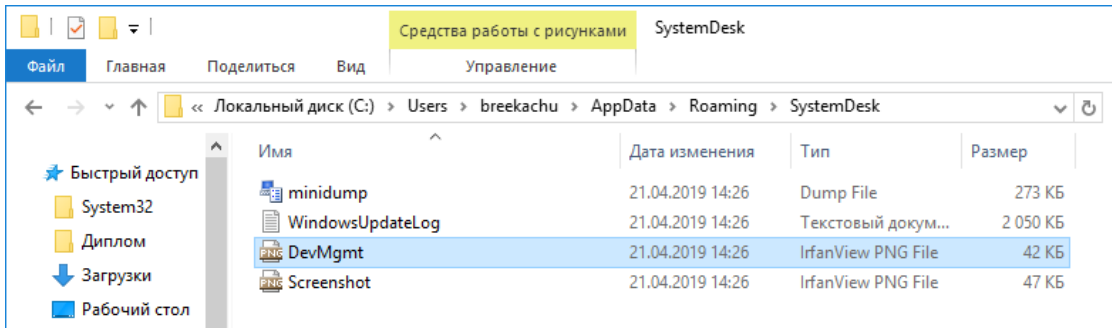 Средства работы с рисунками SystemDesk
Файл Главная Поделиться Вид Управление
« Локальный диск (C:) › Users › breekachu › AppData › Roaming › SystemDesk
Имя Дата изменения Тип Размер
Быстрый доступ
System32
Диплом
Загрузки
Рабочий стол
minidump 21.04.2019 14:26 Dump File 273 КБ
WindowsUpdateLog 21.04.2019 14:26 Текстовый докум... 2 050 КБ
PNG DevMgmt 21.04.2019 14:26 IrfanView PNG File 42 КБ
PNG Screenshot 21.04.2019 14:26 IrfanView PNG File 47 КБ